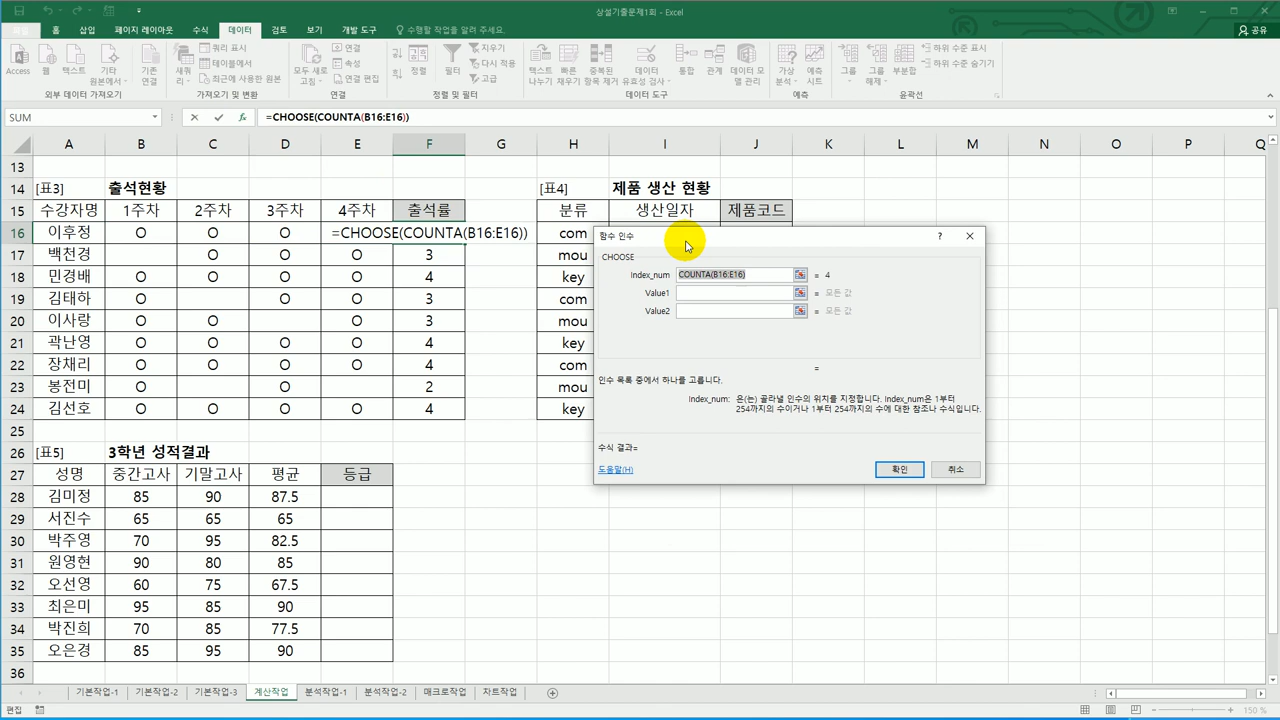 상설기출문제1회 - Excel
홈 삽입 페이지 레이아웃 수식 데이터 검토 보기 개발 도구 수행할 작업을 알려 주세요. 공유
Access 웹 텍스트 기타 원본에서 기존 연결 새쿼리 쿼리 표시 테이블에서 최근에 사용한 원본 모두 새로 고침 연결 속성 연결 편집 정렬 필터 지우기 다시 적용 고급 텍스트 나누기 빠른 채우기 중복된 항목 제거 데이터 유효성 검사 통합 관계 데이터 모델 관리 가상 분석 예측 시트 그룹 그룹 해제 부분합 하위 수준 표시 하위 수준 숨기기
외부 데이터 가져오기 가져오기 및 변환 연결 정렬 및 필터 데이터 도구 예측 윤곽선
SUM =CHOOSE(COUNTA(B16:E16))
A B C D E F G H I J K L M N O P Q
13
14 [표3] 출석현황 [표4] 제품 생산 현황
15 수강자명 1주차 2주차 3주차 4주차 출석률 분류 생산일자 제품코드
16 이후정 O O O =CHOOSE(COUNTA(B16:E16)) com
17 백천경 O O O 3 mou
18 민경배 O O O O 4 key
19 김태하 O O O 3 com
20 이사랑 O O O 3 mou
21 곽난영 O O O O 4 key
22 장채리 O O O O 4 com
23 봉전미 O O 2 mou
24 김선호 O O O O 4 key
25
26 [표5] 3학년 성적결과
27 성명 중간고사 기말고사 평균 등급
28 김미정 85 90 87.5
29 서진수 65 65 65
30 박주영 70 95 82.5
31 원영현 90 80 85
32 오선영 60 75 67.5
33 최은미 95 85 90
34 박진희 70 85 77.5
35 오은경 85 95 90
36
함수 인수 ?
CHOOSE
Index_num COUNTA(B16:E16) = 4
Value1 = 모든 값
Value2 = 모든 값
=
인수 목록 중에서 하나를 고릅니다.
Index_num: 은(는) 골라낼 인수의 위치를 지정합니다. Index_num은 1부터
254까지의 수이거나 1부터 254까지의 수에 대한 참조나 수식입니다.
수식 결과=
도움말(H) 확인 취소
기본작업-1 기본작업-2 기본작업-3 계산작업 분석작업-1 분석작업-2 매크로작업 차트작업
편집 150 %